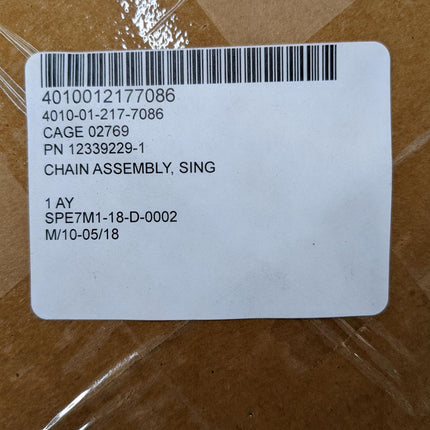 4010012177086
4010-01-217-7086
CAGE 02769
PN 12339229-1
CHAIN ASSEMBLY, SING
1 AY
SPE7M1-18-D-0002
M/10-05/18